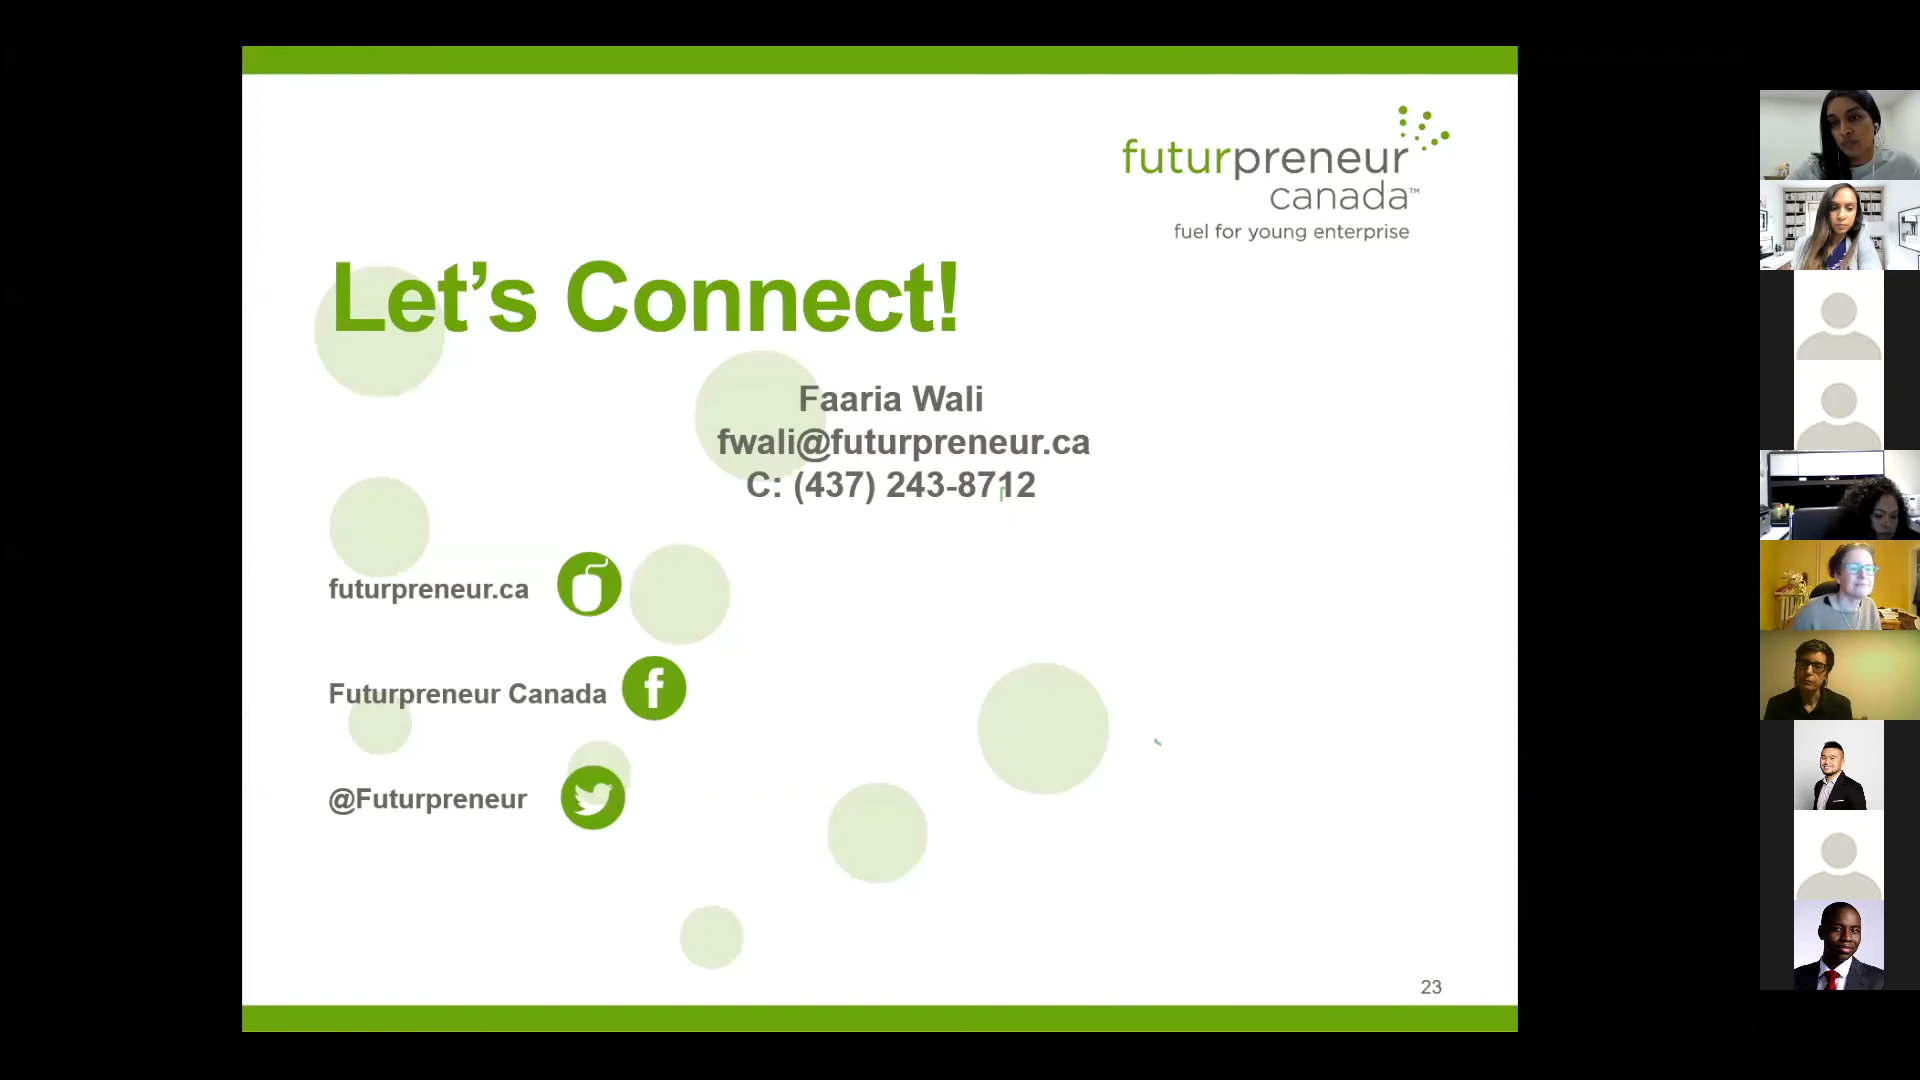 futurpreneur
canada™
fuel for young enterprise
Let’s Connect!
Faaria Wali
fwali@futurpreneur.ca
C: (437) 243-8712
futurpreneur.ca
Futurpreneur Canada
@Futurpreneur
23